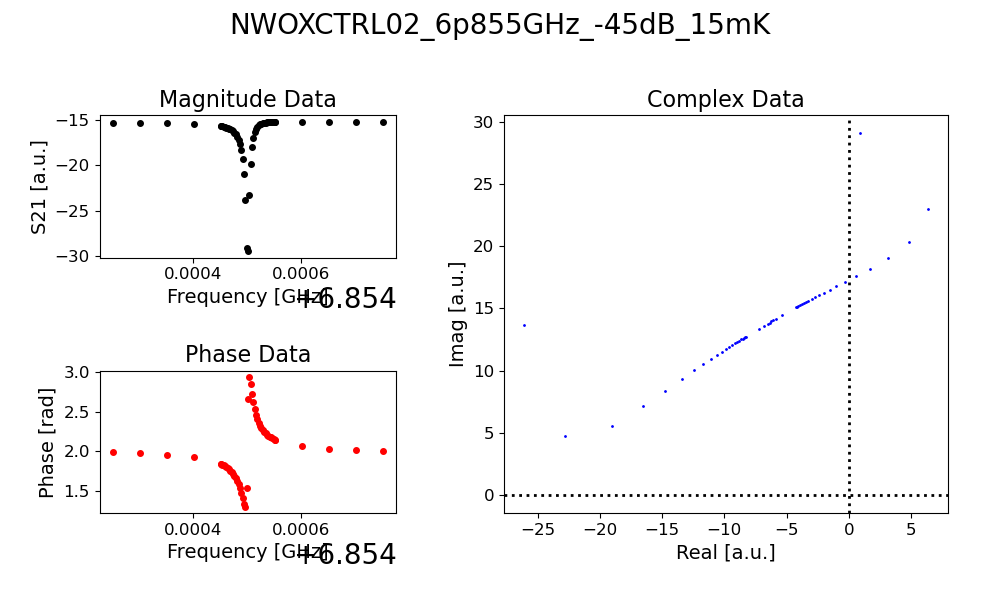 NWOXCTRL02_6p855GHz_-45dB_15mK
Magnitude Data
S21 [a.u.]
−15
−20
−25
−30
0.0004
0.0006
Frequency [GHz]
+6.854
Phase Data
Phase [rad]
3.0
2.5
2.0
1.5
0.0004
0.0006
Frequency [GHz]
+6.854
Complex Data
Imag [a.u.]
30
25
20
15
10
5
0
−25
−20
−15
−10
−5
0
5
Real [a.u.]